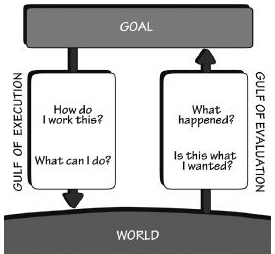 GOAL
GULF OF EXECUTION
How do
I work this?
What can I do?
What
happened?
Is this what
I wanted?
GULF OF EVALUATION
WORLD